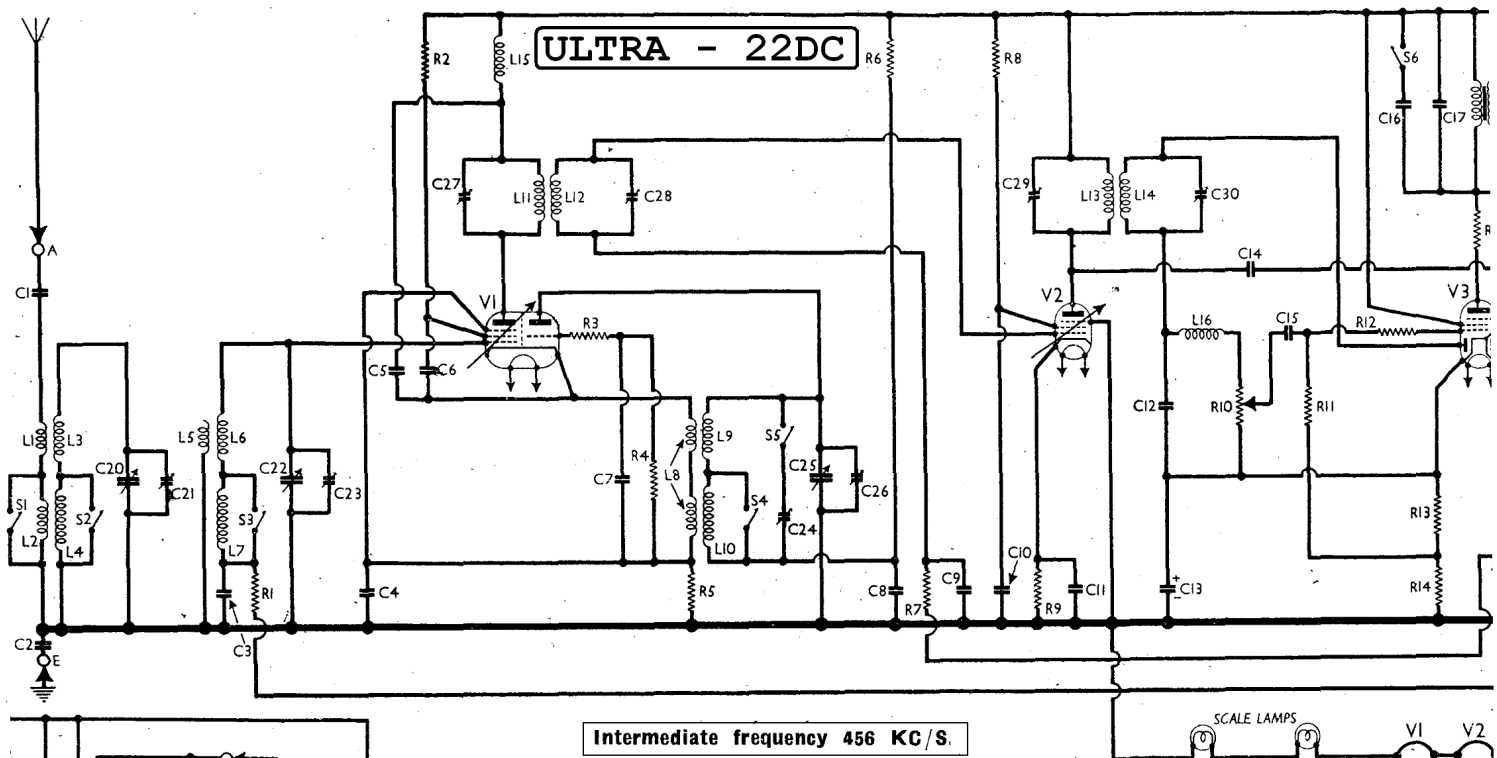 ULTRA - 22DC
R2
L15
R6
R8
S6
C16
C17
C27
L11
L12
C28
C29
L13
L14
C30
A
C14
C1
V1
V2
V3
R3
C15
R12
L16
C5
C6
L1
L3
L5
L6
R4
L8
L9
S5
C12
R10
R11
C20
C21
C22
C23
C7
C25
C26
S1
S2
S3
S4
C24
L2
L4
L7
L10
R13
C10
C4
R1
R5
C8
R7
C9
R9
C11
+
–
C13
R14
C2
C3
E
R
SCALE LAMPS
V1
V2
Intermediate frequency 456 KC/S.